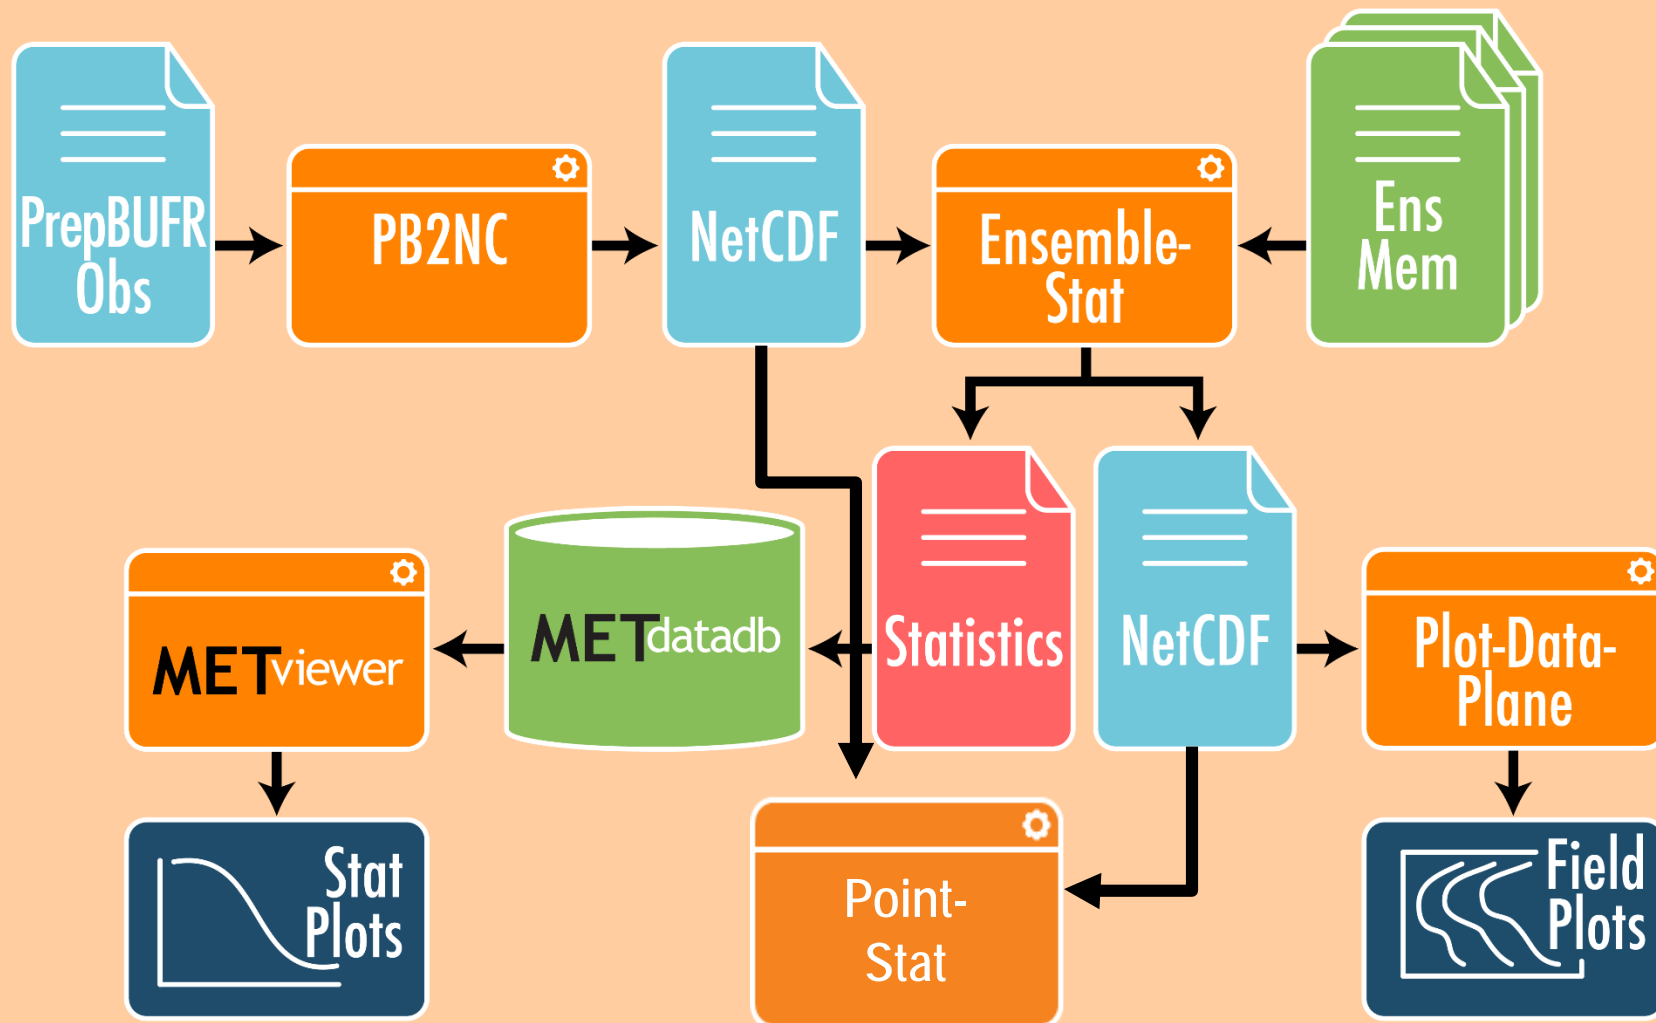 PrepBUFR
Obs
PB2NC
NetCDF
Ensemble-
Stat
Ens
Mem
METviewer
METdatadb
Statistics
NetCDF
Plot-Data-
Plane
Stat
Plots
Point-
Stat
Field
Plots